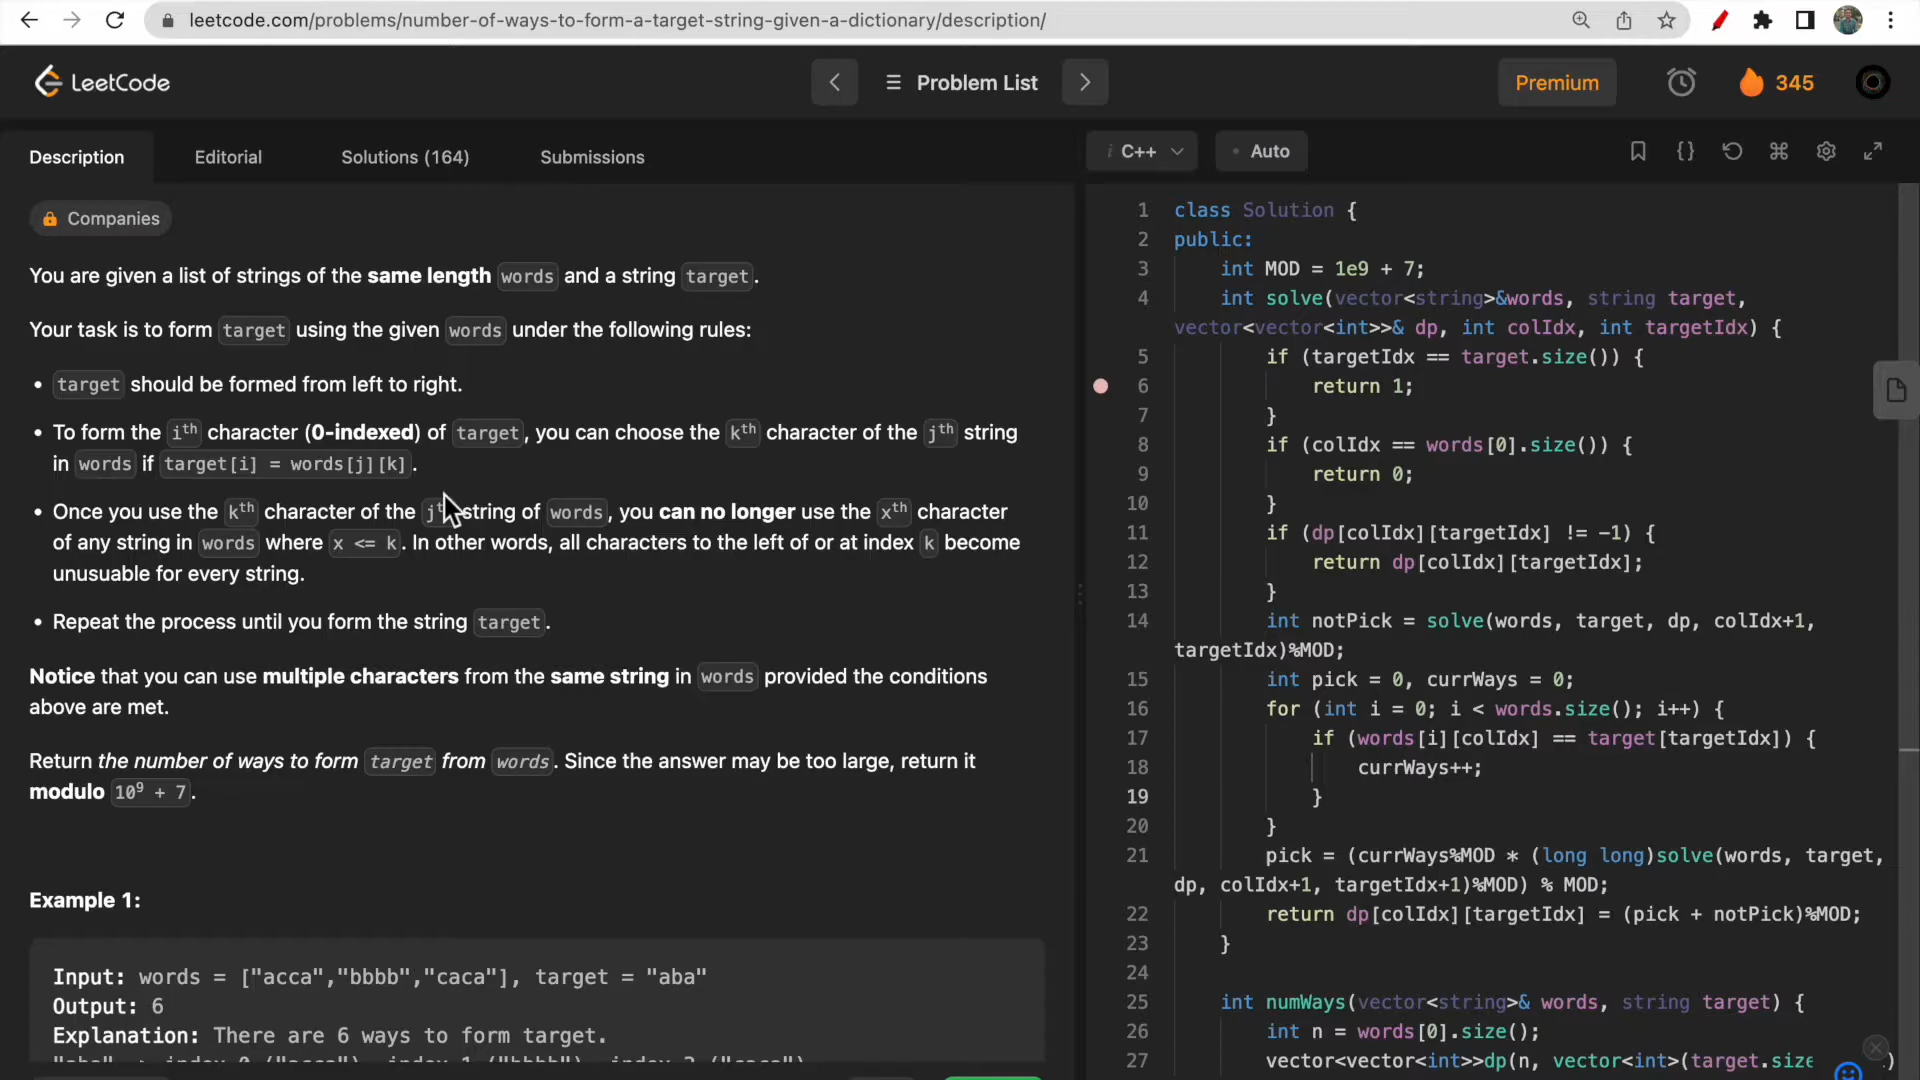 leetcode.com/problems/number-of-ways-to-form-a-target-string-given-a-dictionary/description/
LeetCode
Problem List
Premium
345
Description
Editorial
Solutions (164)
Submissions
Companies
You are given a list of strings of the same length words and a string target.
Your task is to form target using the given words under the following rules:
• target should be formed from left to right.
• To form the iᵗʰ character (0-indexed) of target, you can choose the kᵗʰ character of the jᵗʰ string
in words if target[i] = words[j][k].
• Once you use the kᵗʰ character of the jᵗʰ string of words, you can no longer use the xᵗʰ character
of any string in words where x <= k. In other words, all characters to the left of or at index k become
unusuable for every string.
• Repeat the process until you form the string target.
Notice that you can use multiple characters from the same string in words provided the conditions
above are met.
Return the number of ways to form target from words. Since the answer may be too large, return it
modulo 10⁹ + 7.
Example 1:
Input: words = ["acca","bbbb","caca"], target = "aba"
Output: 6
Explanation: There are 6 ways to form target.
"aba" -> index 0 ("acca"), index 1 ("bbbb"), index 3 ("caca")
i C++
• Auto
1 class Solution {
2 public:
3 int MOD = 1e9 + 7;
4 int solve(vector<string>&words, string target,
vector<vector<int>>& dp, int colIdx, int targetIdx) {
5 if (targetIdx == target.size()) {
6 return 1;
7 }
8 if (colIdx == words[0].size()) {
9 return 0;
10 }
11 if (dp[colIdx][targetIdx] != -1) {
12 return dp[colIdx][targetIdx];
13 }
14 int notPick = solve(words, target, dp, colIdx+1,
targetIdx)%MOD;
15 int pick = 0, currWays = 0;
16 for (int i = 0; i < words.size(); i++) {
17 if (words[i][colIdx] == target[targetIdx]) {
18 currWays++;
19 }
20 }
21 pick = (currWays%MOD * (long long)solve(words, target,
dp, colIdx+1, targetIdx+1)%MOD) % MOD;
22 return dp[colIdx][targetIdx] = (pick + notPick)%MOD;
23 }
24
25 int numWays(vector<string>& words, string target) {
26 int n = words[0].size();
27 vector<vector<int>>dp(n, vector<int>(target.size